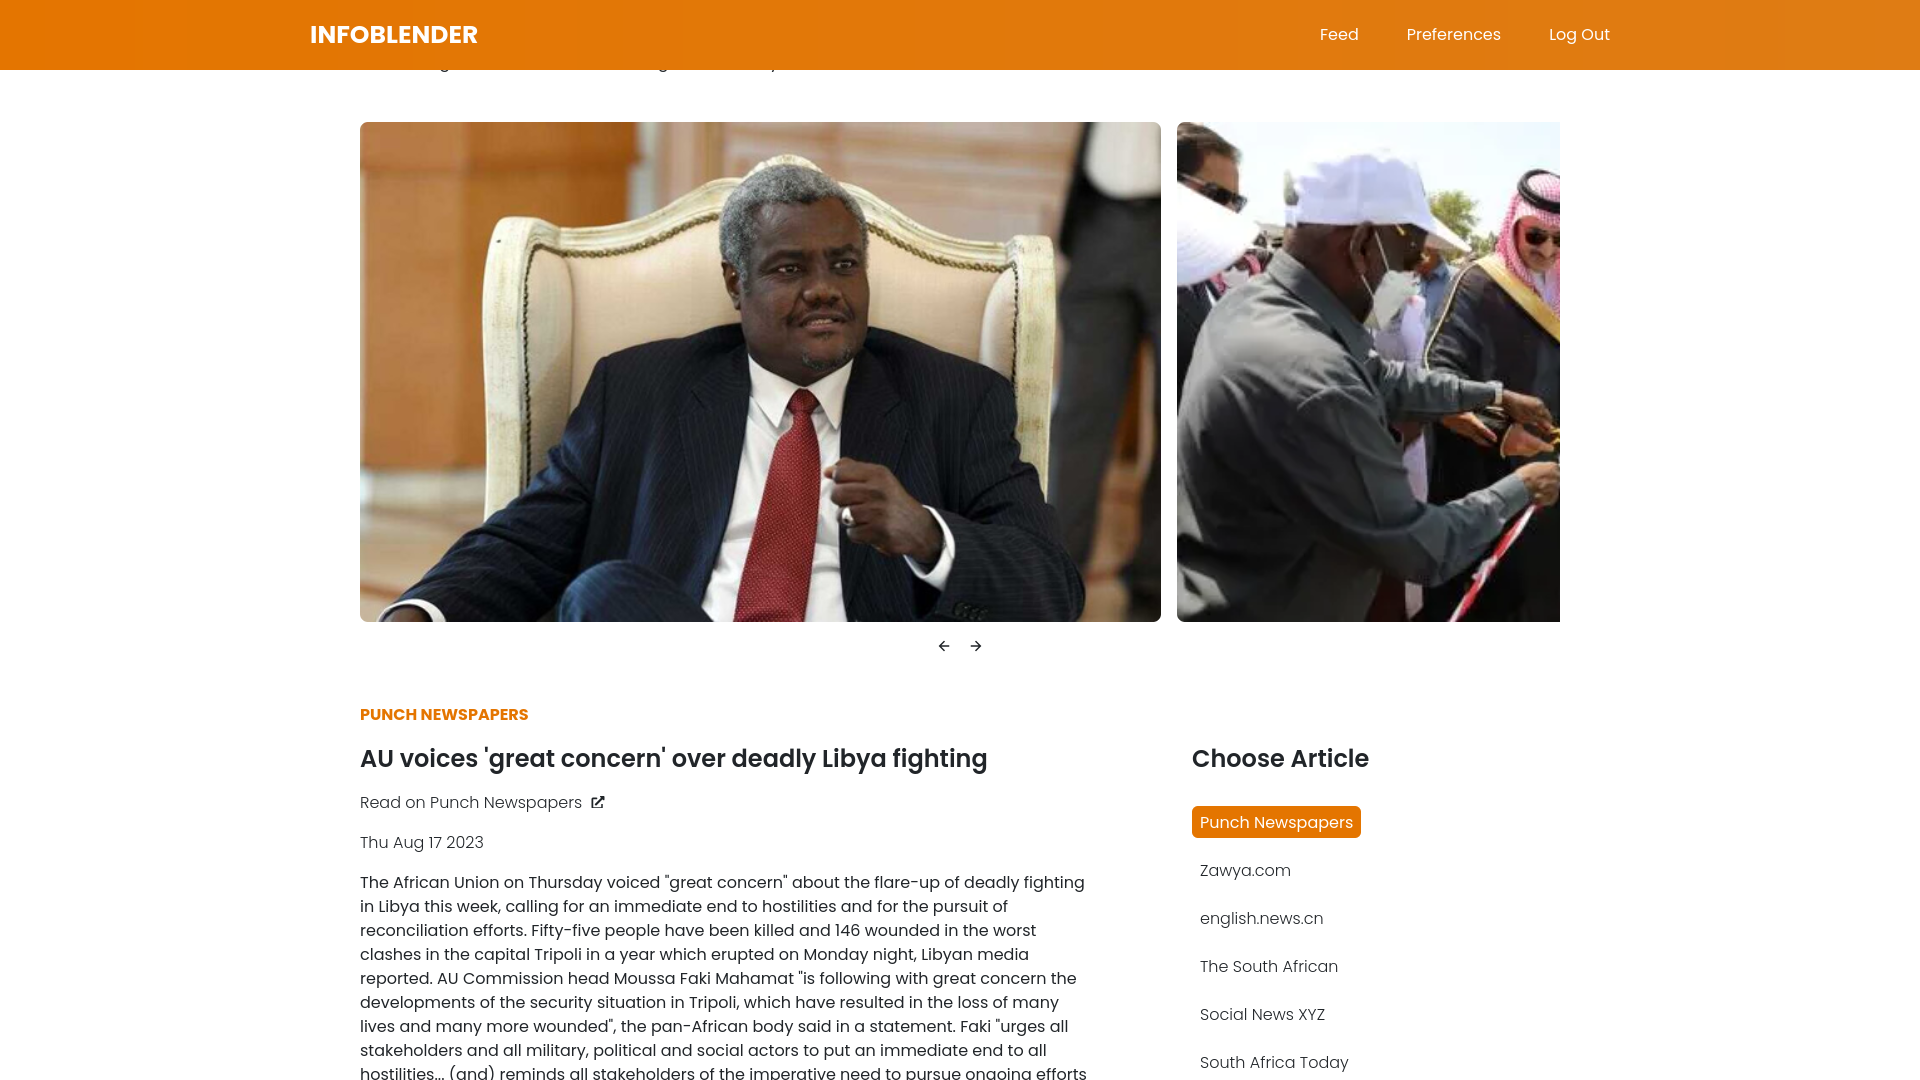 INFOBLENDER
Feed
Preferences
Log Out
PUNCH NEWSPAPERS
AU voices 'great concern' over deadly Libya fighting
Read on Punch Newspapers
Thu Aug 17 2023
The African Union on Thursday voiced "great concern" about the flare-up of deadly fighting
in Libya this week, calling for an immediate end to hostilities and for the pursuit of
reconciliation efforts. Fifty-five people have been killed and 146 wounded in the worst
clashes in the capital Tripoli in a year which erupted on Monday night, Libyan media
reported. AU Commission head Moussa Faki Mahamat "is following with great concern the
developments of the security situation in Tripoli, which have resulted in the loss of many
lives and many more wounded", the pan-African body said in a statement. Faki "urges all
stakeholders and all military, political and social actors to put an immediate end to all
hostilities... (and) reminds all stakeholders of the imperative need to pursue ongoing efforts
Choose Article
Punch Newspapers
Zawya.com
english.news.cn
The South African
Social News XYZ
South Africa Today